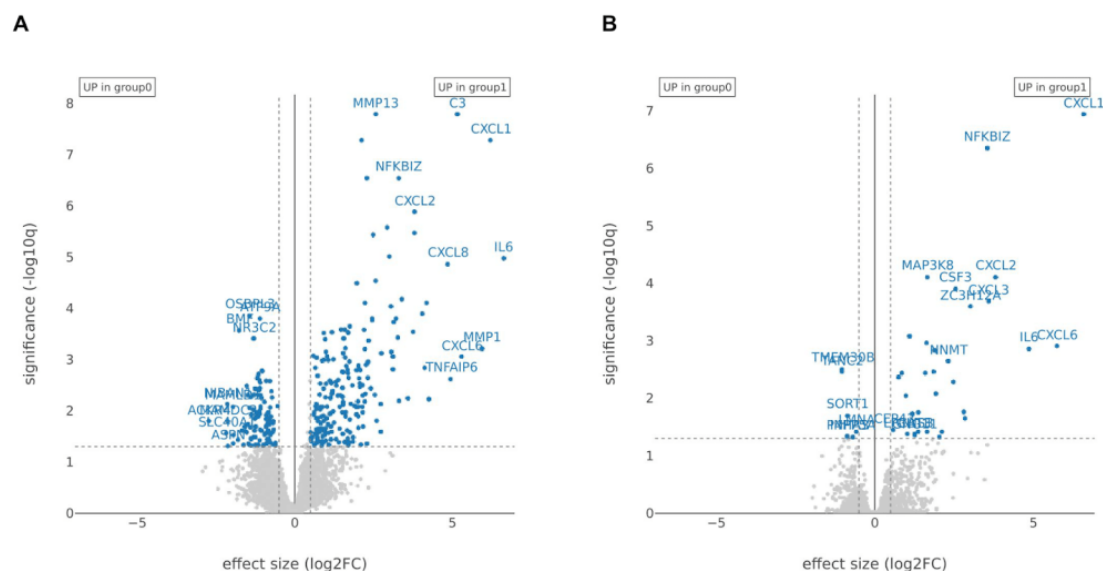 A
B
UP in group0
UP in group1
8
MMP13
C3
CXCL1
7
NFKBIZ
6
CXCL2
5
CXCL8
IL6
4
OSBPL3
ATP9A
NR3C2
3
MMP1
CXCL6
TNFAIP6
2
1
0
−5
0
5
effect size (log2FC)
significance (-log10q)
UP in group0
UP in group1
7
CXCL1
NFKBIZ
6
5
4
MAP3K8
CXCL2
CSF3
CXCL3
ZC3H12A
3
IL6
CXCL6
NNMT
TMEM30B
2
SORT1
1
0
−5
0
5
effect size (log2FC)
significance (-log10q)